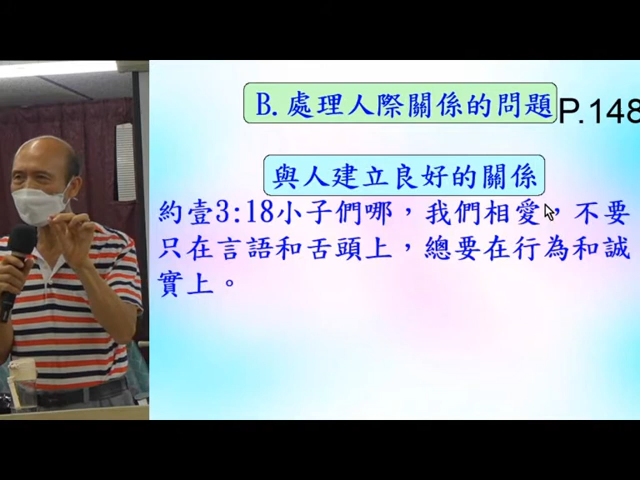 B.處理人際關係的問題
P.148
與人建立良好的關係
約壹3:18小子們哪，我們相愛，不要
只在言語和舌頭上，總要在行為和誠
實上。